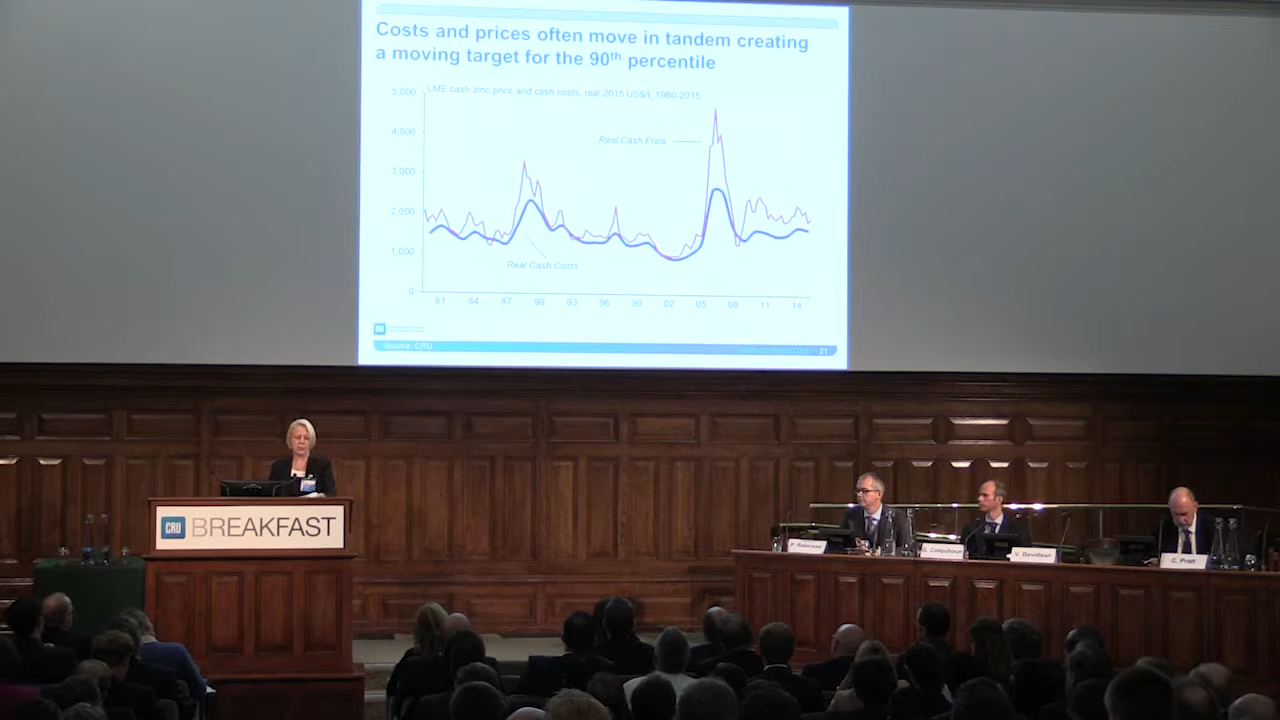 Costs and prices often move in tandem creating
a moving target for the 90th percentile
LME cash zinc price and cash costs, real 2015 US$/t, 1980-2015
5,000
4,000
3,000
2,000
1,000
0
Real Cash Price
Real Cash Costs
81 84 87 90 93 96 99 02 05 08 11 14
Source: CRU
21
CRU BREAKFAST
G. Colquhoun
V. Davidson
C. Pratt